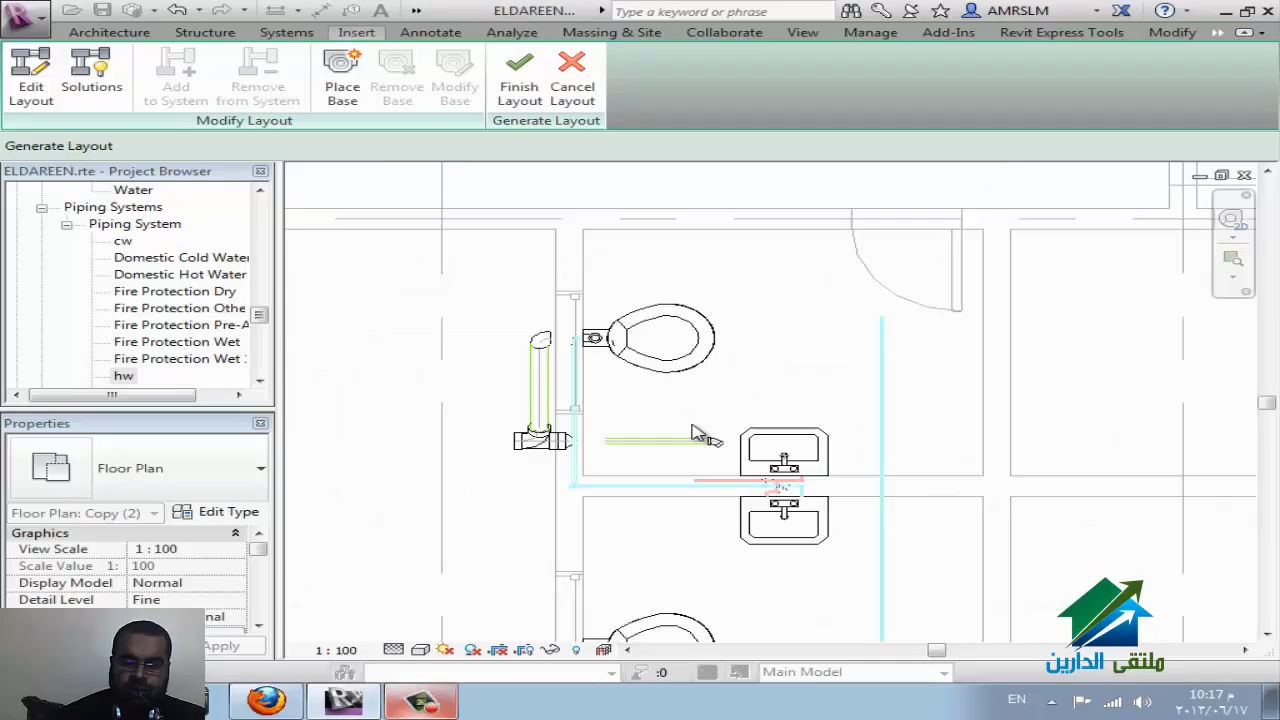 ELDAREEN...
Type a keyword or phrase
AMRSLM
Architecture Structure Systems Insert Annotate Analyze Massing & Site Collaborate View Manage Add-Ins Revit Express Tools Modify
Edit Layout
Solutions
Add to System
Remove from System
Place Base
Remove Base
Modify Base
Finish Layout
Cancel Layout
Modify Layout
Generate Layout
Generate Layout
ELDAREEN.rte - Project Browser
Water
Piping Systems
Piping System
cw
Domestic Cold Water
Domestic Hot Water
Fire Protection Dry
Fire Protection Othe
Fire Protection Pre-A
Fire Protection Wet
Fire Protection Wet
hw
2D
Properties
Floor Plan
Floor Plan: Copy (2)
Edit Type
Graphics
View Scale 1 : 100
Scale Value 1: 100
Display Model Normal
Detail Level Fine
Apply
1 : 100
:0
Main Model
ملتقى الدارين
EN
10:17 م
٢٠١٣/٠٦/١٧